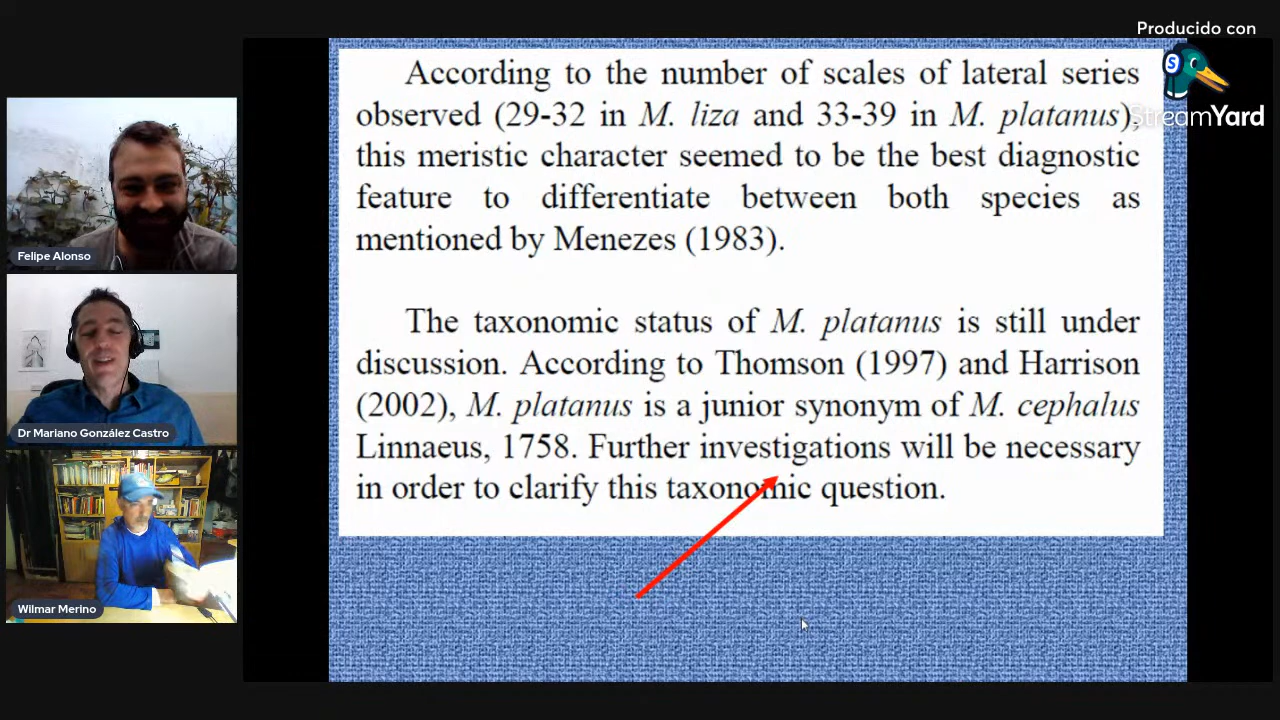 Producido con
StreamYard
According to the number of scales of lateral series
observed (29-32 in M. liza and 33-39 in M. platanus),
this meristic character seemed to be the best diagnostic
feature to differentiate between both species as
mentioned by Menezes (1983).
The taxonomic status of M. platanus is still under
discussion. According to Thomson (1997) and Harrison
(2002), M. platanus is a junior synonym of M. cephalus
Linnaeus, 1758. Further investigations will be necessary
in order to clarify this taxonomic question.
Felipe Alonso
Dr Mariano González Castro
Wilmar Merino